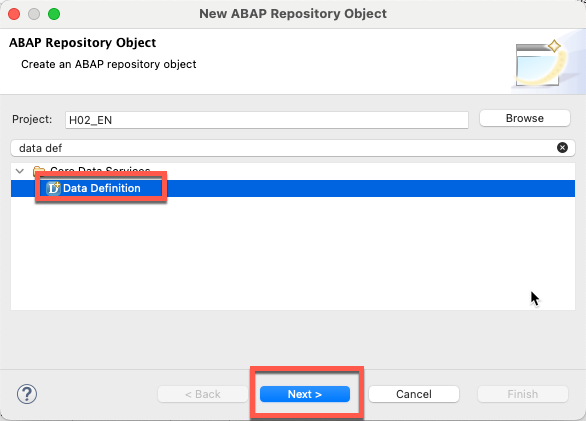 New ABAP Repository Object
ABAP Repository Object
Create an ABAP repository object
Project:
H02_EN
Browse
data def
Core Data Services
Data Definition
? < Back Next > Cancel Finish